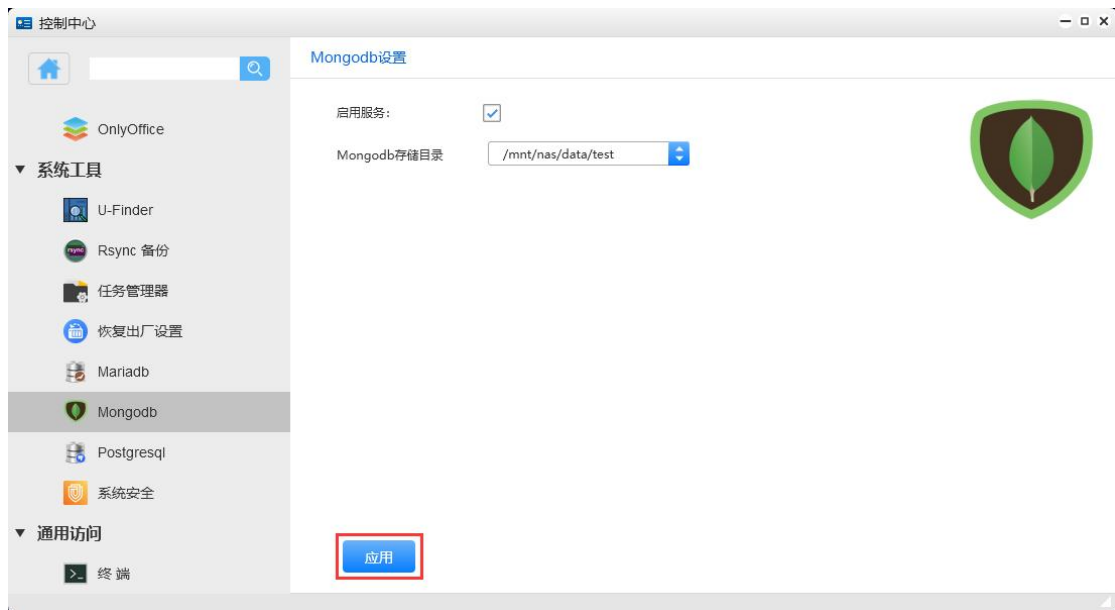 控制中心
Mongodb设置
OnlyOffice
系统工具
U-Finder
Rsync 备份
任务管理器
恢复出厂设置
Mariadb
Mongodb
Postgresql
系统安全
通用访问
终端
启用服务:
Mongodb存储目录 /mnt/nas/data/test
应用